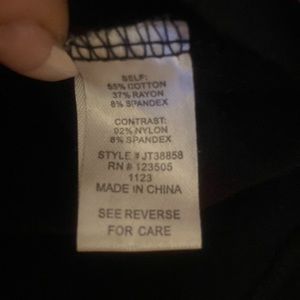 SELF:
55% COTTON
37% RAYON
8% SPANDEX
CONTRAST:
92% NYLON
8% SPANDEX
STYLE # JT38858
RN # 123505
1123
MADE IN CHINA
SEE REVERSE
FOR CARE